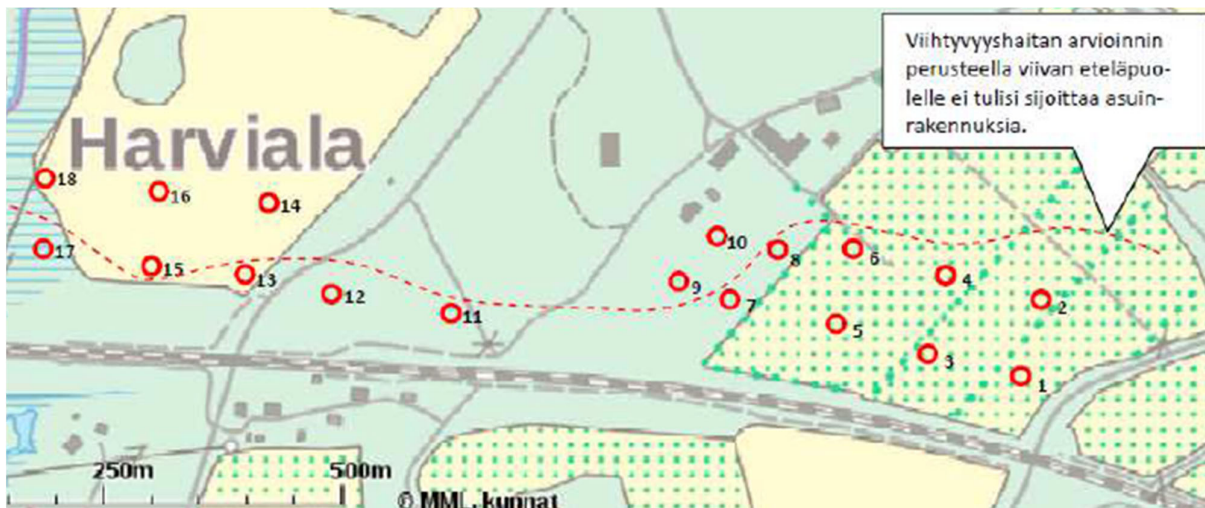 Viihtyvyyshaitan arvioinnin
perusteella viivan eteläpuo-
lelle ei tulisi sijoittaa asuin-
rakennuksia.
Harviala
18
16
14
17
15
13
12
11
10
9
8
7
6
5
4
3
2
1
250m
500m
© MML, kunnat